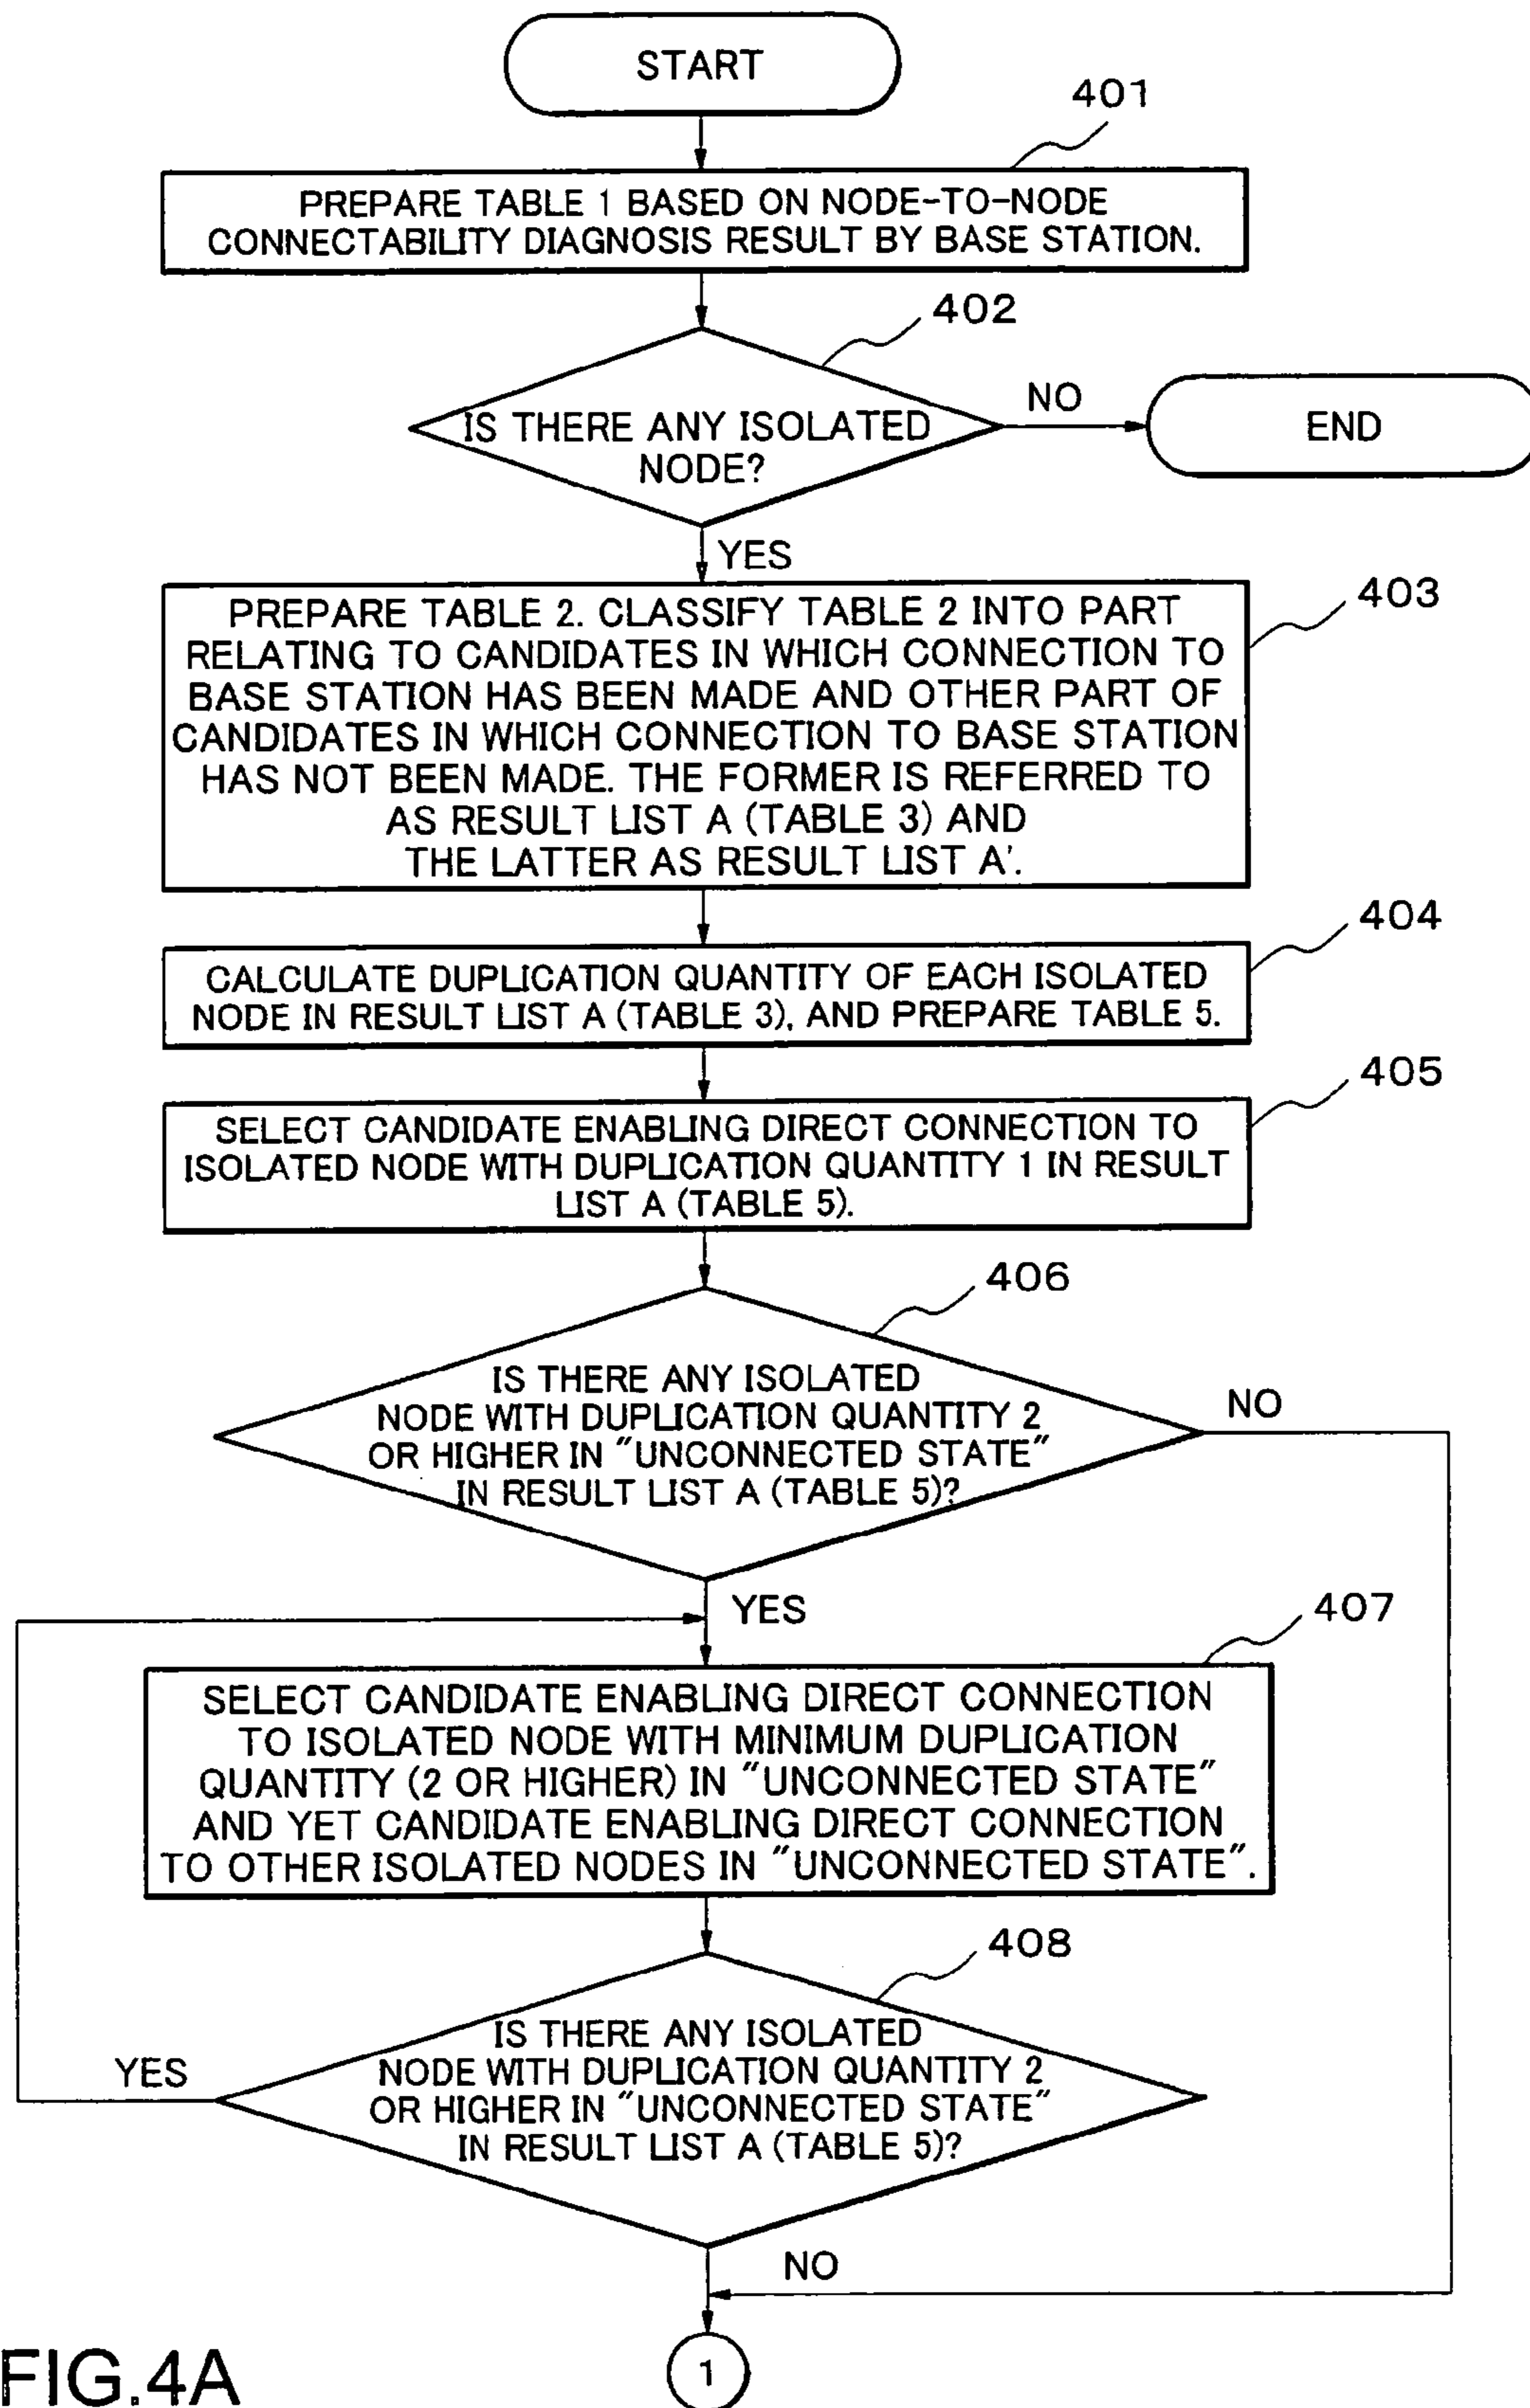 START
401
PREPARE TABLE 1 BASED ON NODE-TO-NODE
CONNECTABILITY DIAGNOSIS RESULT BY BASE STATION.
402
IS THERE ANY ISOLATED
NODE?
NO
END
YES
403
PREPARE TABLE 2. CLASSIFY TABLE 2 INTO PART
RELATING TO CANDIDATES IN WHICH CONNECTION TO
BASE STATION HAS BEEN MADE AND OTHER PART OF
CANDIDATES IN WHICH CONNECTION TO BASE STATION
HAS NOT BEEN MADE. THE FORMER IS REFERRED TO
AS RESULT LIST A (TABLE 3) AND
THE LATTER AS RESULT LIST A'.
404
CALCULATE DUPLICATION QUANTITY OF EACH ISOLATED
NODE IN RESULT LIST A (TABLE 3), AND PREPARE TABLE 5.
405
SELECT CANDIDATE ENABLING DIRECT CONNECTION TO
ISOLATED NODE WITH DUPLICATION QUANTITY 1 IN RESULT
LIST A (TABLE 5).
406
IS THERE ANY ISOLATED
NODE WITH DUPLICATION QUANTITY 2
OR HIGHER IN "UNCONNECTED STATE"
IN RESULT LIST A (TABLE 5)?
NO
YES
407
SELECT CANDIDATE ENABLING DIRECT CONNECTION
TO ISOLATED NODE WITH MINIMUM DUPLICATION
QUANTITY (2 OR HIGHER) IN "UNCONNECTED STATE"
AND YET CANDIDATE ENABLING DIRECT CONNECTION
TO OTHER ISOLATED NODES IN "UNCONNECTED STATE".
408
IS THERE ANY ISOLATED
NODE WITH DUPLICATION QUANTITY 2
OR HIGHER IN "UNCONNECTED STATE"
IN RESULT LIST A (TABLE 5)?
YES
NO
1
FIG.4A